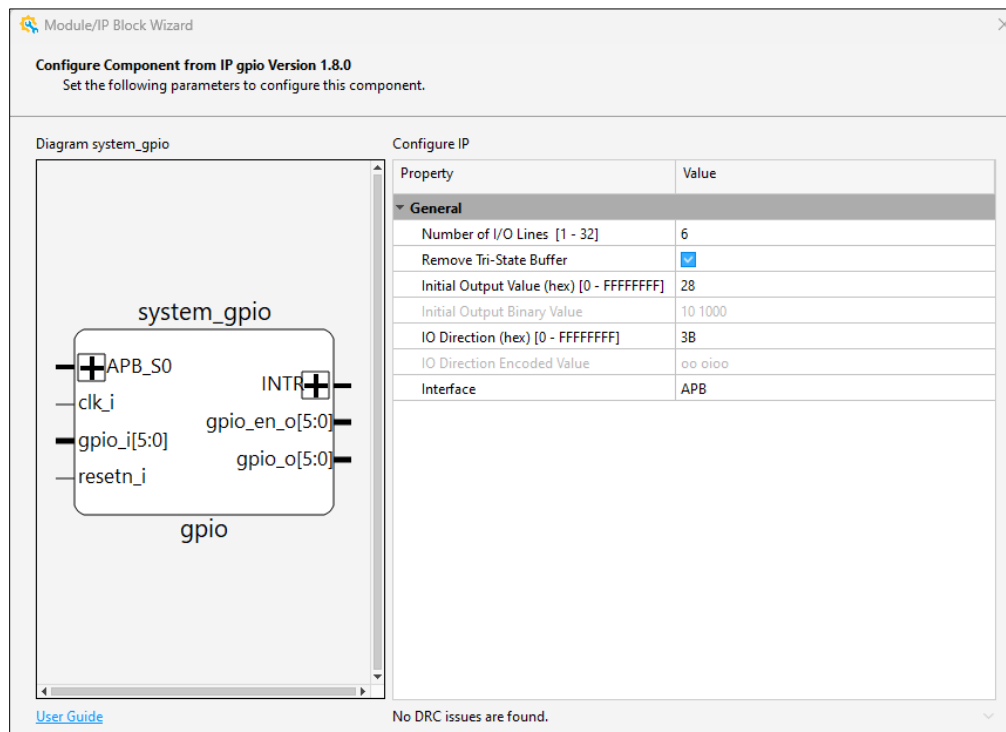 Module/IP Block Wizard
Configure Component from IP gpio Version 1.8.0
Set the following parameters to configure this component.
Diagram system_gpio
system_gpio
APB_S0
INTR
clk_i
gpio_en_o[5:0]
gpio_i[5:0]
gpio_o[5:0]
resetn_i
gpio
Configure IP
Property Value
General
Number of I/O Lines [1 - 32] 6
Remove Tri-State Buffer
Initial Output Value (hex) [0 - FFFFFFFF] 28
Initial Output Binary Value 10 1000
IO Direction (hex) [0 - FFFFFFFF] 3B
IO Direction Encoded Value oo oioo
Interface APB
User Guide
No DRC issues are found.